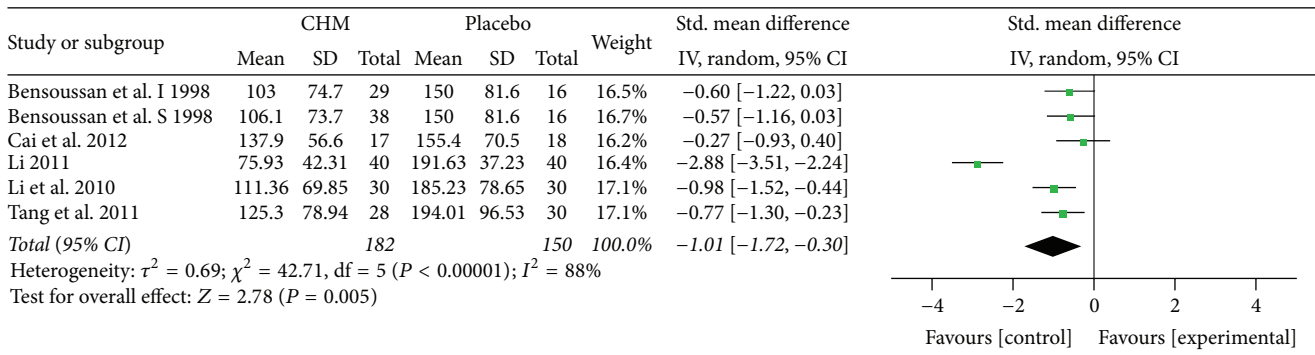 Study or subgroup CHM Placebo Weight Std. mean difference Std. mean difference
Mean SD Total Mean SD Total IV, random, 95% CI IV, random, 95% CI
Bensoussan et al. I 1998 103 74.7 29 150 81.6 16 16.5% −0.60 [−1.22, 0.03]
Bensoussan et al. S 1998 106.1 73.7 38 150 81.6 16 16.7% −0.57 [−1.16, 0.03]
Cai et al. 2012 137.9 56.6 17 155.4 70.5 18 16.2% −0.27 [−0.93, 0.40]
Li 2011 75.93 42.31 40 191.63 37.23 40 16.4% −2.88 [−3.51, −2.24]
Li et al. 2010 111.36 69.85 30 185.23 78.65 30 17.1% −0.98 [−1.52, −0.44]
Tang et al. 2011 125.3 78.94 28 194.01 96.53 30 17.1% −0.77 [−1.30, −0.23]
Total (95% CI) 182 150 100.0% −1.01 [−1.72, −0.30]
Heterogeneity: τ² = 0.69; χ² = 42.71, df = 5 (P < 0.00001); I² = 88%
Test for overall effect: Z = 2.78 (P = 0.005)
−4 −2 0 2 4
Favours [control] Favours [experimental]